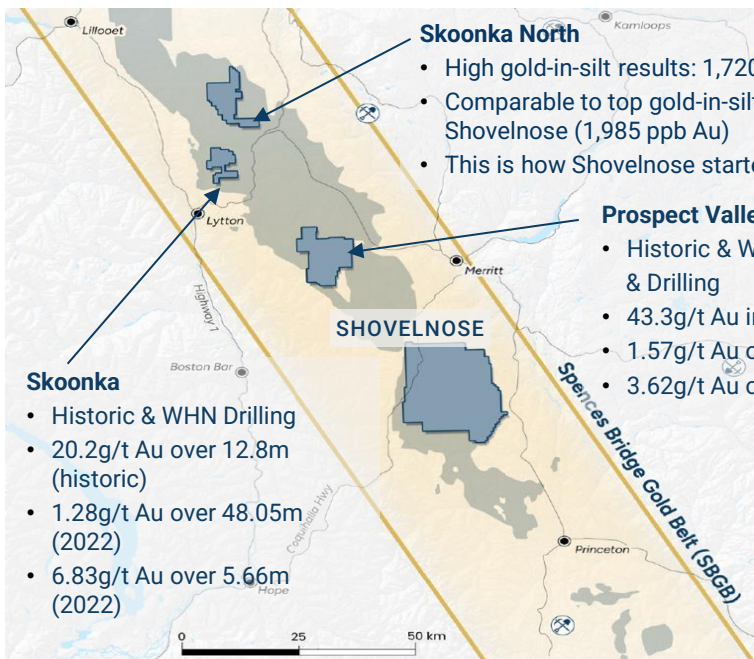 Lillooet
Kamloops
Skoonka North
• High gold-in-silt results: 1,720
• Comparable to top gold-in-silt
Shovelnose (1,985 ppb Au)
• This is how Shovelnose starte
Lytton
Prospect Valle
• Historic & W
& Drilling
• 43.3g/t Au i
• 1.57g/t Au o
• 3.62g/t Au o
Merritt
Highway 1
SHOVELNOSE
Boston Bar
Skoonka
• Historic & WHN Drilling
• 20.2g/t Au over 12.8m
(historic)
• 1.28g/t Au over 48.05m
(2022)
• 6.83g/t Au over 5.66m
(2022)
Spences Bridge Gold Belt (SBGB)
Coquihalla Hwy
Princeton
Hope
0 25 50 km